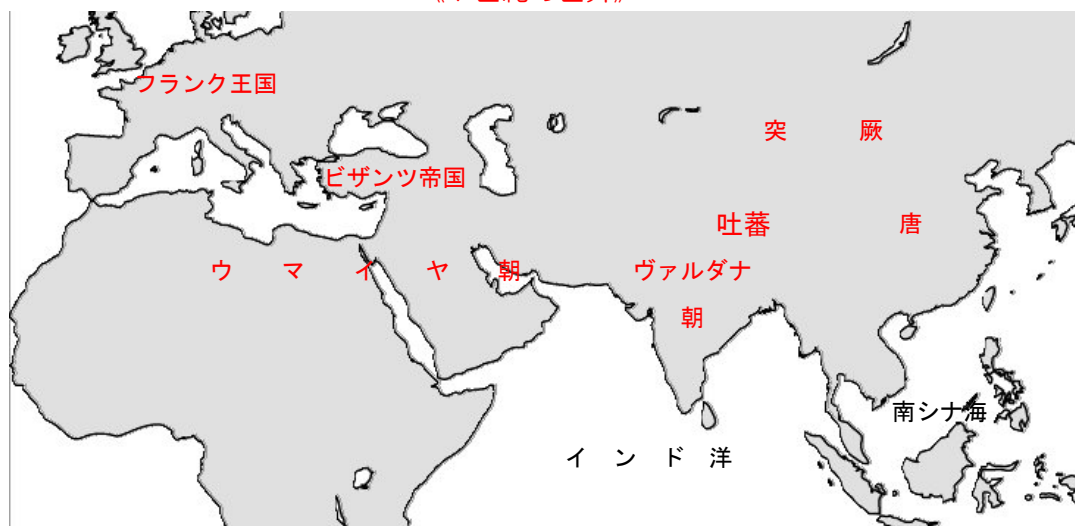 フランク王国
突厥
ビザンツ帝国
吐蕃
唐
ウマイヤ朝
ヴァルダナ
朝
南シナ海
インド洋